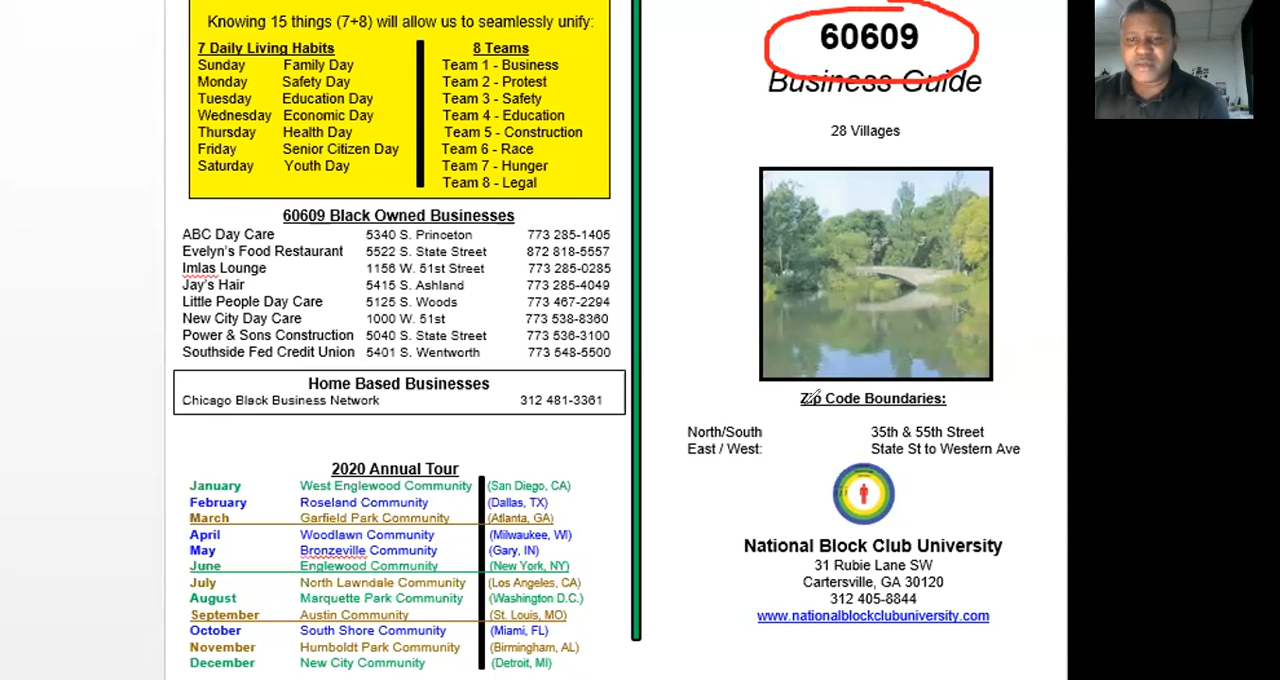 Knowing 15 things (7+8) will allow us to seamlessly unify:
7 Daily Living Habits
Sunday Family Day
Monday Safety Day
Tuesday Education Day
Wednesday Economic Day
Thursday Health Day
Friday Senior Citizen Day
Saturday Youth Day
8 Teams
Team 1 - Business
Team 2 - Protest
Team 3 - Safety
Team 4 - Education
Team 5 - Construction
Team 6 - Race
Team 7 - Hunger
Team 8 - Legal
60609 Black Owned Businesses
ABC Day Care 5340 S. Princeton 773 285-1405
Evelyn's Food Restaurant 5522 S. State Street 872 818-5557
Imlas Lounge 1156 W. 51st Street 773 285-0285
Jay's Hair 5415 S. Ashland 773 285-4049
Little People Day Care 5125 S. Woods 773 467-2294
New City Day Care 1000 W. 51st 773 538-8360
Power & Sons Construction 5040 S. State Street 773 536-3100
Southside Fed Credit Union 5401 S. Wentworth 773 548-5500
Home Based Businesses
Chicago Black Business Network 312 481-3361
2020 Annual Tour
January West Englewood Community (San Diego, CA)
February Roseland Community (Dallas, TX)
March Garfield Park Community (Atlanta, GA)
April Woodlawn Community (Milwaukee, WI)
May Bronzeville Community (Gary, IN)
June Englewood Community (New York, NY)
July North Lawndale Community (Los Angeles, CA)
August Marquette Park Community (Washington D.C.)
September Austin Community (St. Louis, MO)
October South Shore Community (Miami, FL)
November Humboldt Park Community (Birmingham, AL)
December New City Community (Detroit, MI)
60609
Business Guide
28 Villages
Zip Code Boundaries:
North/South 35th & 55th Street
East / West: State St to Western Ave
National Block Club University
31 Rubie Lane SW
Cartersville, GA 30120
312 405-8844
www.nationalblockclubuniversity.com